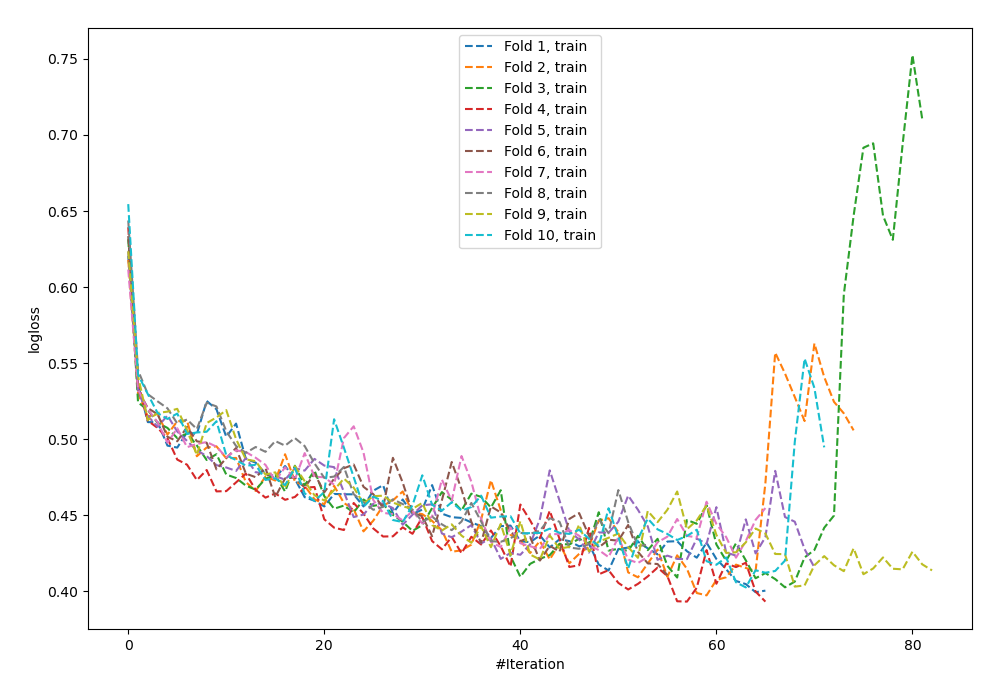 0.75
0.70
0.65
0.60
0.55
0.50
0.45
0.40
logloss
Fold 1, train
Fold 2, train
Fold 3, train
Fold 4, train
Fold 5, train
Fold 6, train
Fold 7, train
Fold 8, train
Fold 9, train
Fold 10, train
0 20 40 60 80
#Iteration